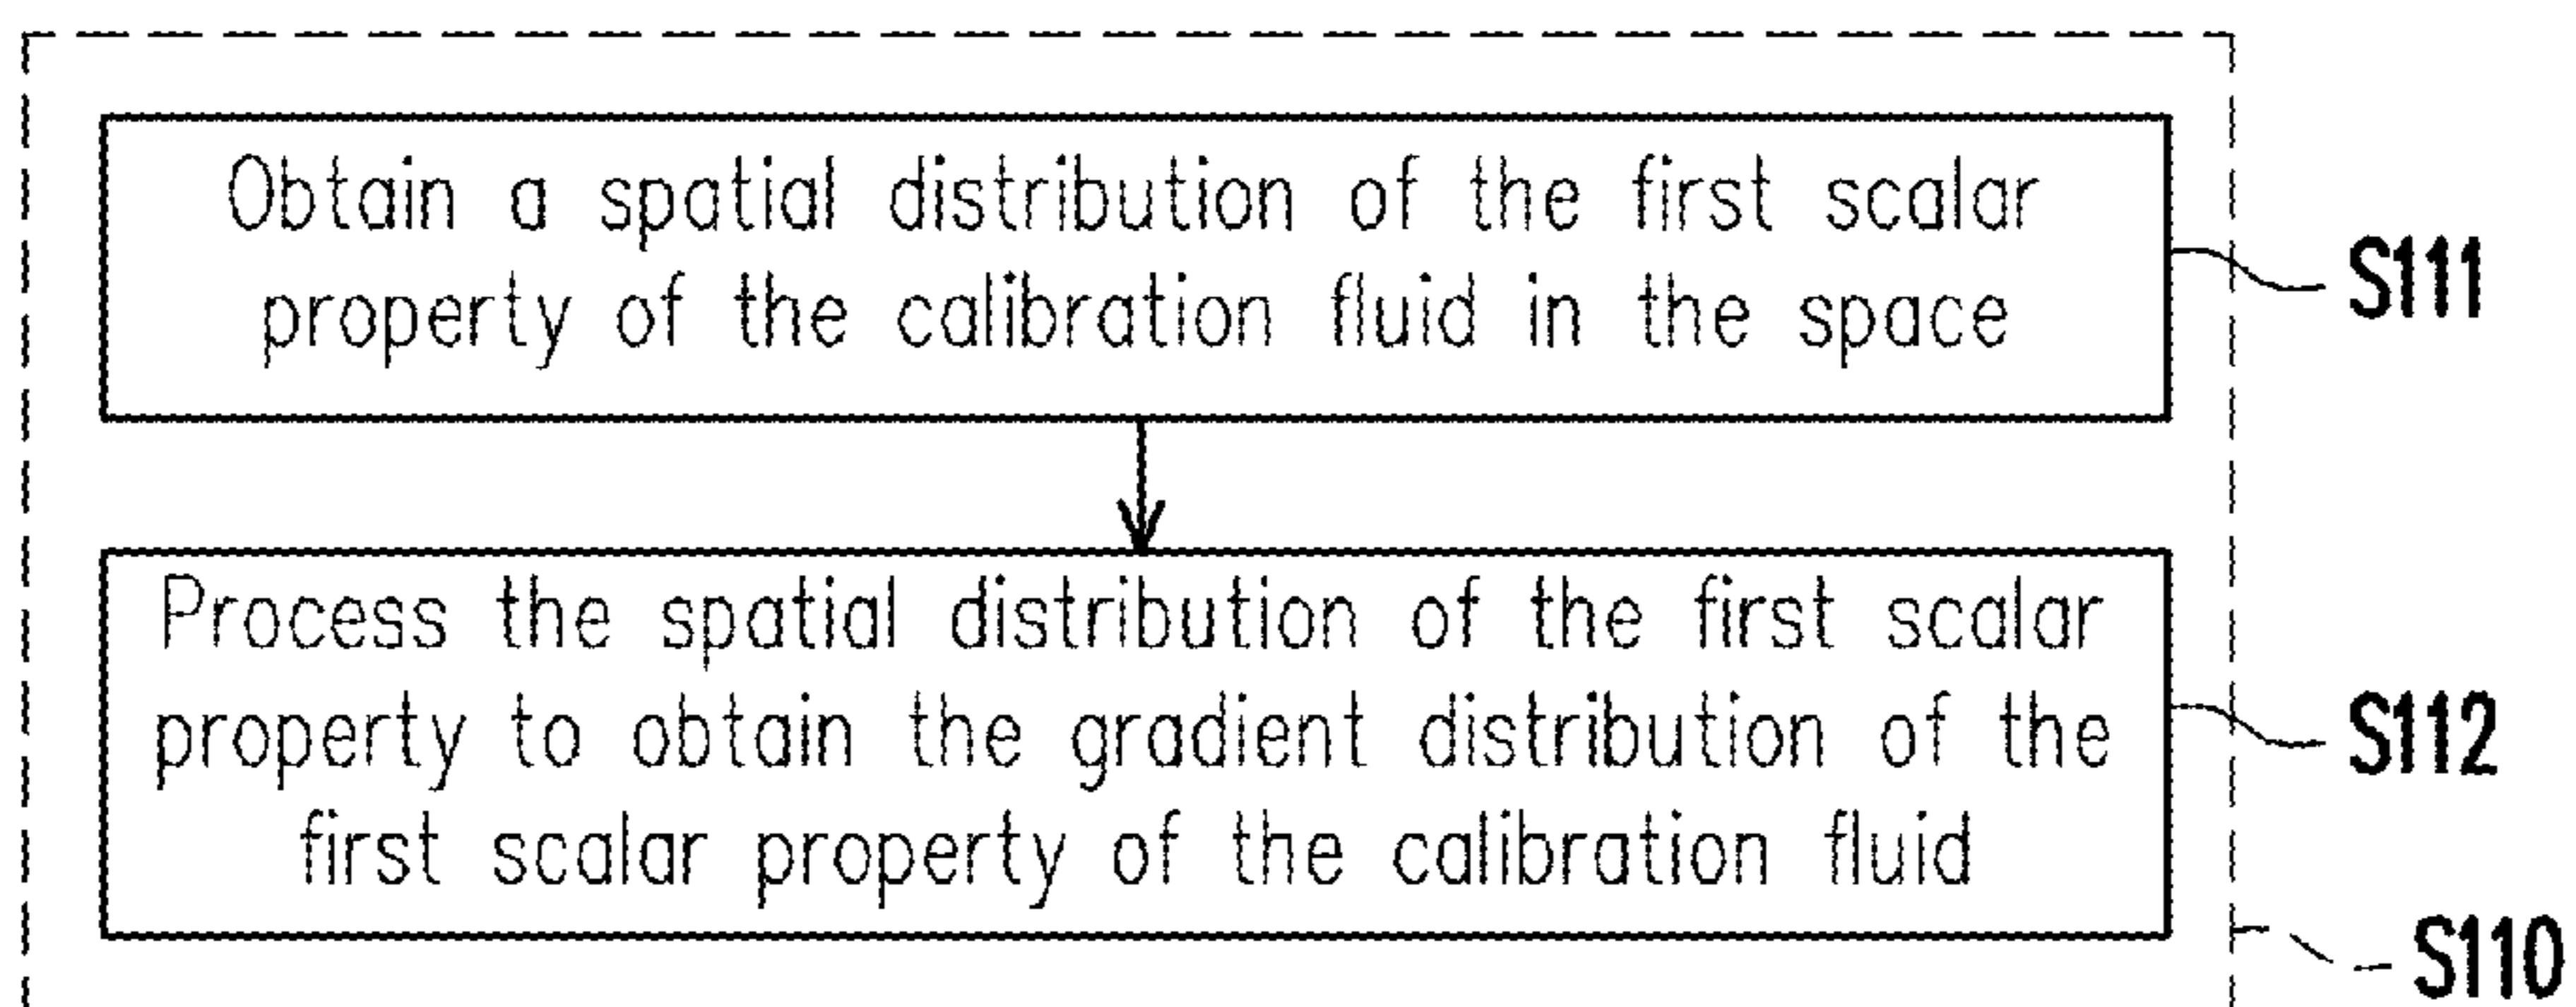 Obtain a spatial distribution of the first scalar
property of the calibration fluid in the space
S111
Process the spatial distribution of the first scalar
property to obtain the gradient distribution of the
first scalar property of the calibration fluid
S112
S110